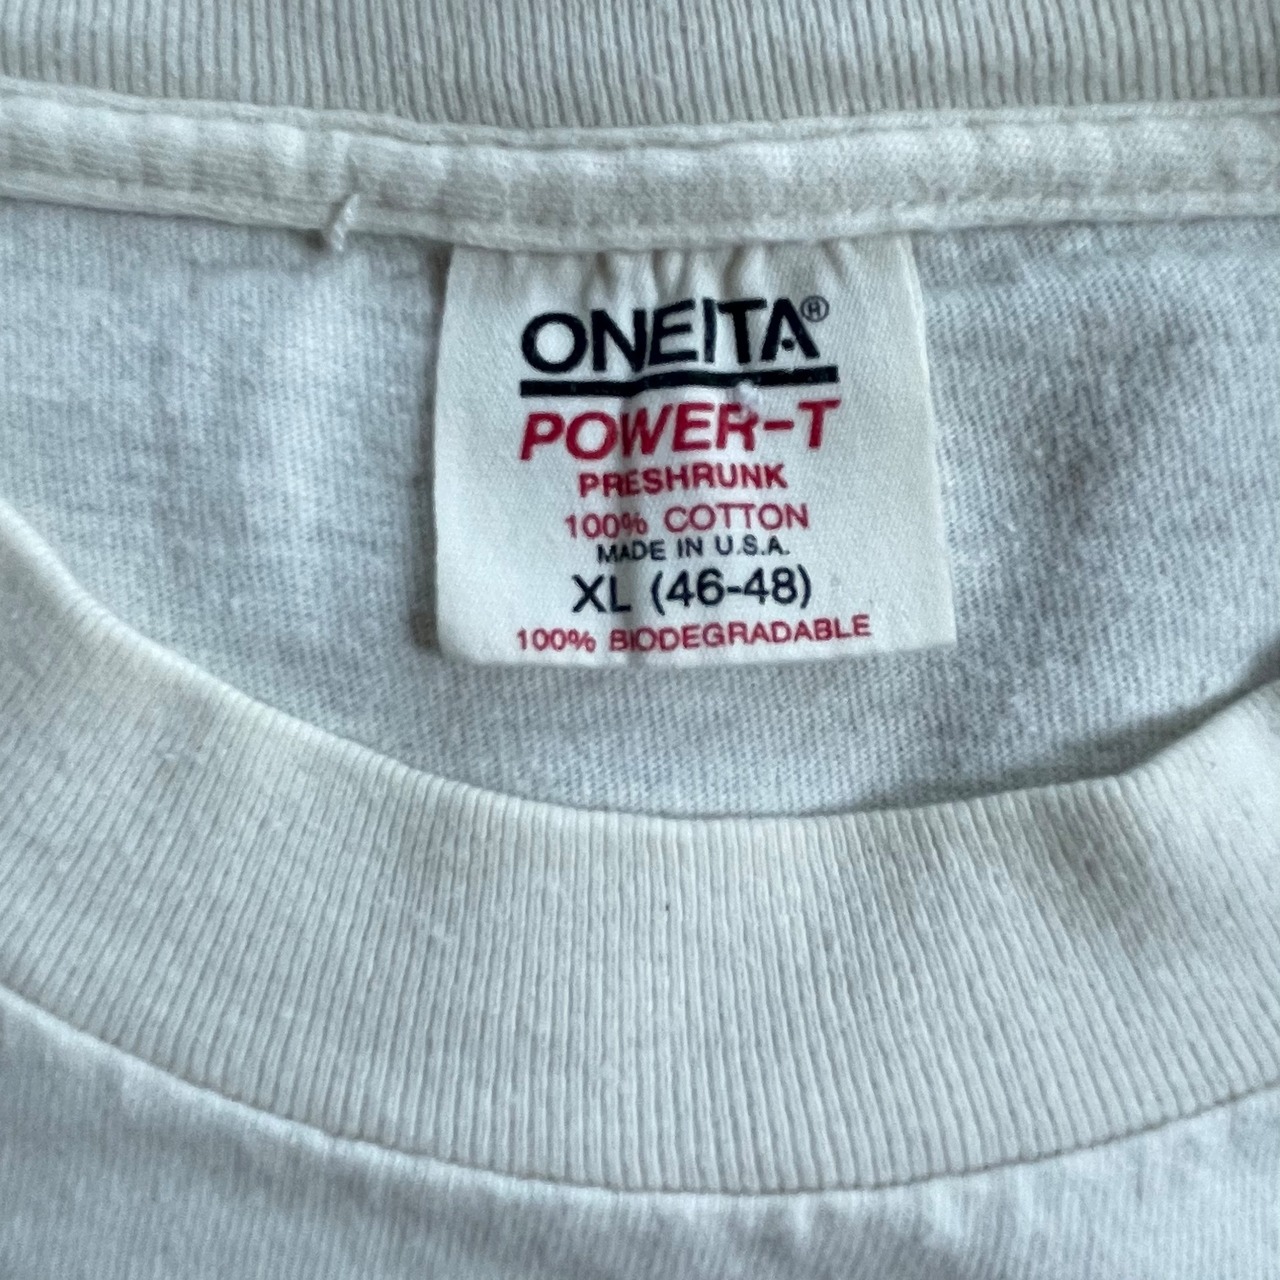 ONEITA®
POWER-T
PRESHRUNK
100% COTTON
MADE IN U.S.A.
XL (46-48)
100% BIODEGRADABLE